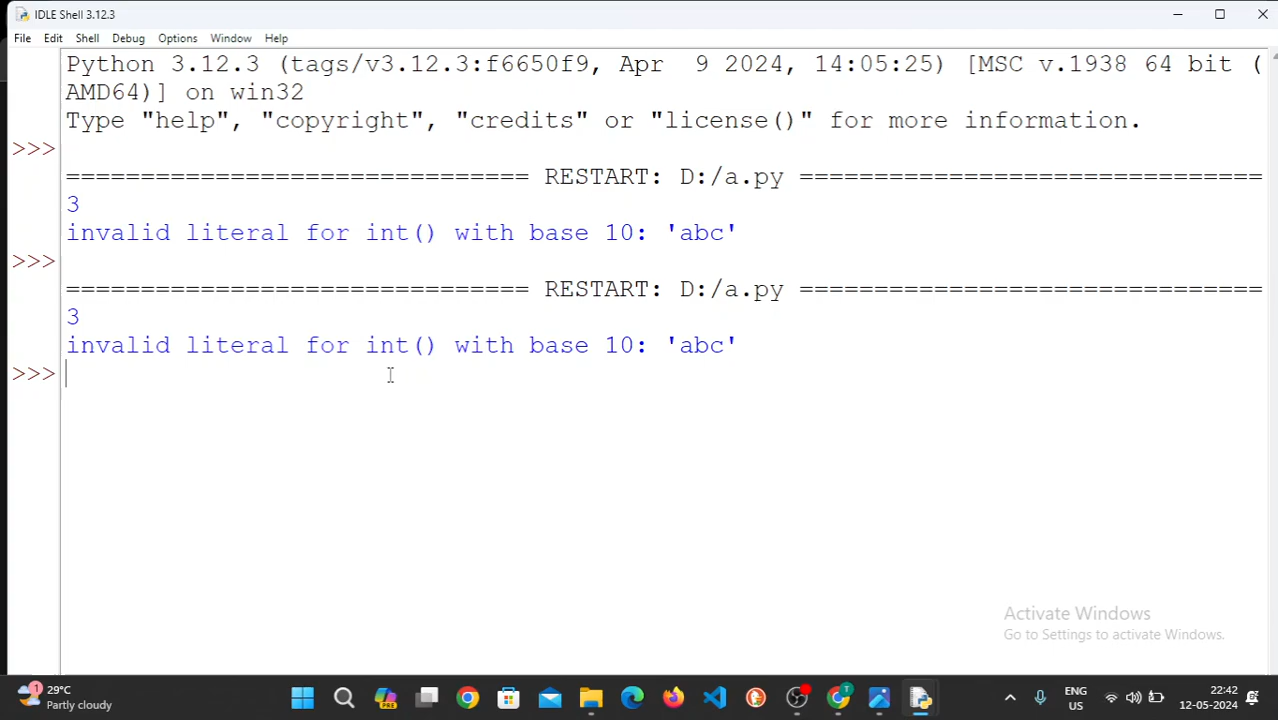 IDLE Shell 3.12.3
File Edit Shell Debug Options Window Help
Python 3.12.3 (tags/v3.12.3:f6650f9, Apr  9 2024, 14:05:25) [MSC v.1938 64 bit (
AMD64)] on win32
Type "help", "copyright", "credits" or "license()" for more information.
>>>
=============================== RESTART: D:/a.py ===============================
3
invalid literal for int() with base 10: 'abc'
>>>
=============================== RESTART: D:/a.py ===============================
3
invalid literal for int() with base 10: 'abc'
>>>
Activate Windows
Go to Settings to activate Windows.
1
29°C
Partly cloudy
PRE
T
ENG
US
22:42
12-05-2024